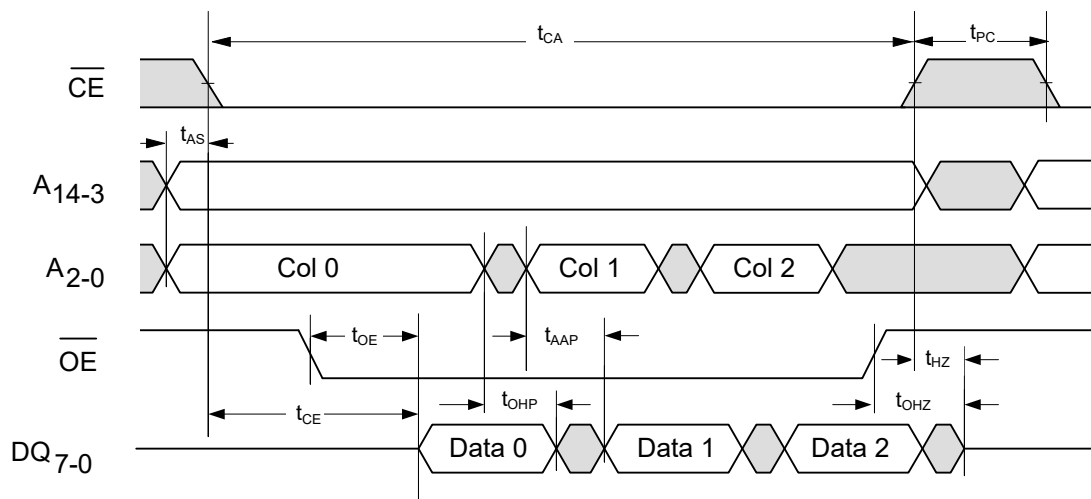 tCA
tPC
CE
tAS
A14-3
A2-0
Col 0
Col 1
Col 2
OE
tOE
tAAP
tHZ
tCE
tOHP
tOHZ
DQ7-0
Data 0
Data 1
Data 2